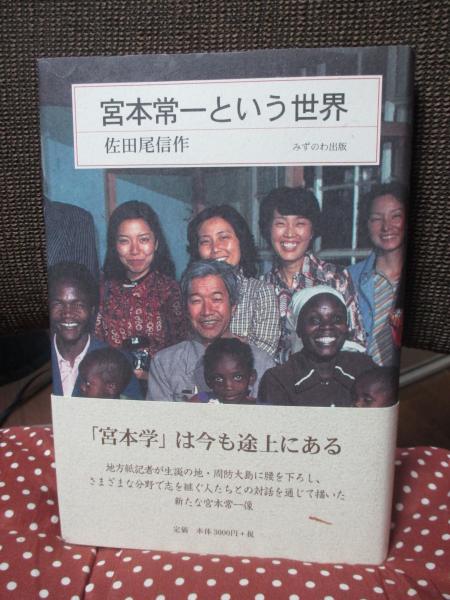 宮本常一という世界
佐田尾信作
みずのわ出版
「宮本学」は今も途上にある
地方紙記者が生誕の地・周防大島に腰を下ろし、
さまざまな分野で志を継ぐ人たちとの対話を通じて描いた
新たな宮本常一像
定価 本体3000円+税